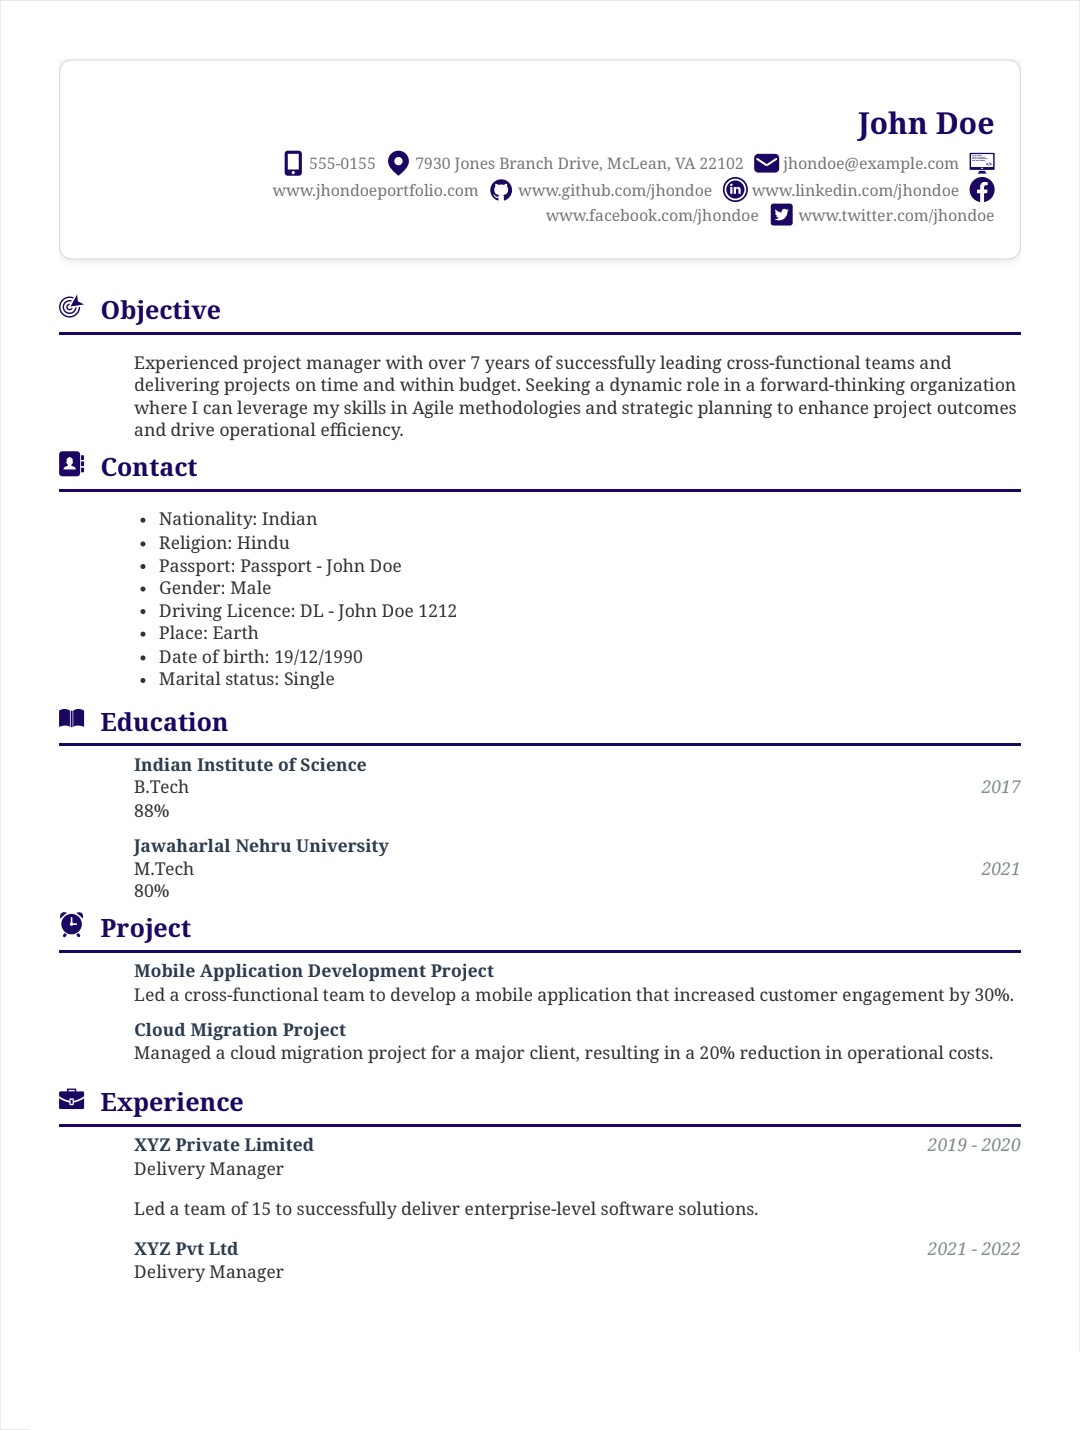 John Doe
555-0155 7930 Jones Branch Drive, McLean, VA 22102 jhondoe@example.com
www.jhondoeportfolio.com www.github.com/jhondoe www.linkedin.com/jhondoe
www.facebook.com/jhondoe www.twitter.com/jhondoe
Objective
Experienced project manager with over 7 years of successfully leading cross-functional teams and
delivering projects on time and within budget. Seeking a dynamic role in a forward-thinking organization
where I can leverage my skills in Agile methodologies and strategic planning to enhance project outcomes
and drive operational efficiency.
Contact
• Nationality: Indian
• Religion: Hindu
• Passport: Passport - John Doe
• Gender: Male
• Driving Licence: DL - John Doe 1212
• Place: Earth
• Date of birth: 19/12/1990
• Marital status: Single
Education
Indian Institute of Science
B.Tech 2017
88%
Jawaharlal Nehru University
M.Tech 2021
80%
Project
Mobile Application Development Project
Led a cross-functional team to develop a mobile application that increased customer engagement by 30%.
Cloud Migration Project
Managed a cloud migration project for a major client, resulting in a 20% reduction in operational costs.
Experience
XYZ Private Limited 2019 - 2020
Delivery Manager
Led a team of 15 to successfully deliver enterprise-level software solutions.
XYZ Pvt Ltd 2021 - 2022
Delivery Manager